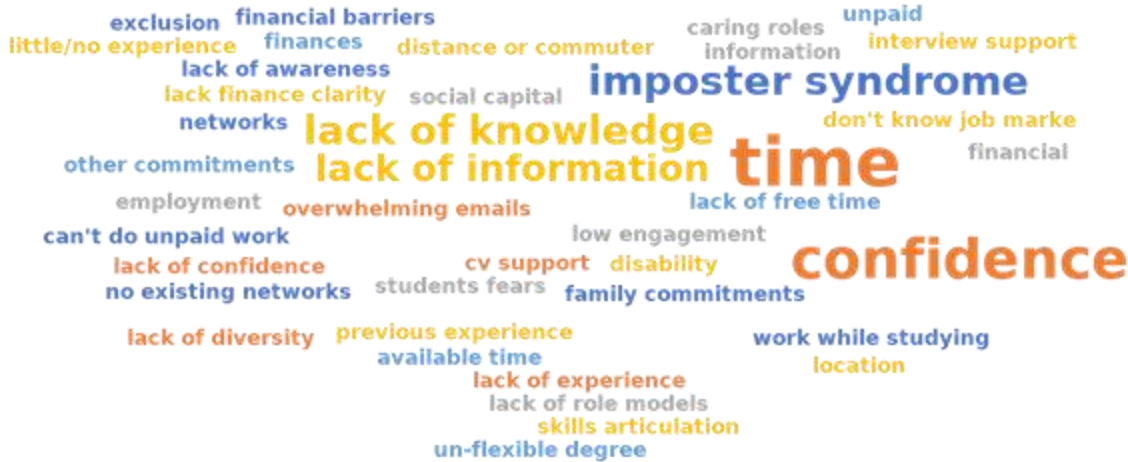 exclusion financial barriers unpaid
caring roles
little/no experience finances distance or commuter interview support
information
lack of awareness imposter syndrome
lack finance clarity social capital
networks lack of knowledge don't know job marke
financial
other commitments lack of information time
employment overwhelming emails lack of free time
can't do unpaid work low engagement
lack of confidence cv support disability confidence
no existing networks students fears family commitments
lack of diversity previous experience work while studying
available time location
lack of experience
lack of role models
skills articulation
un-flexible degree